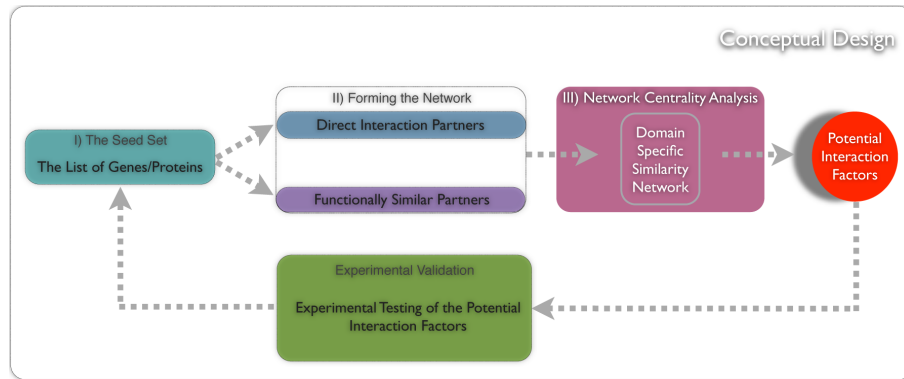 Conceptual Design
I) The Seed Set
The List of Genes/Proteins
II) Forming the Network
Direct Interaction Partners
Functionally Similar Partners
III) Network Centrality Analysis
Domain
Specific
Similarity
Network
Potential
Interaction
Factors
Experimental Validation
Experimental Testing of the Potential
Interaction Factors